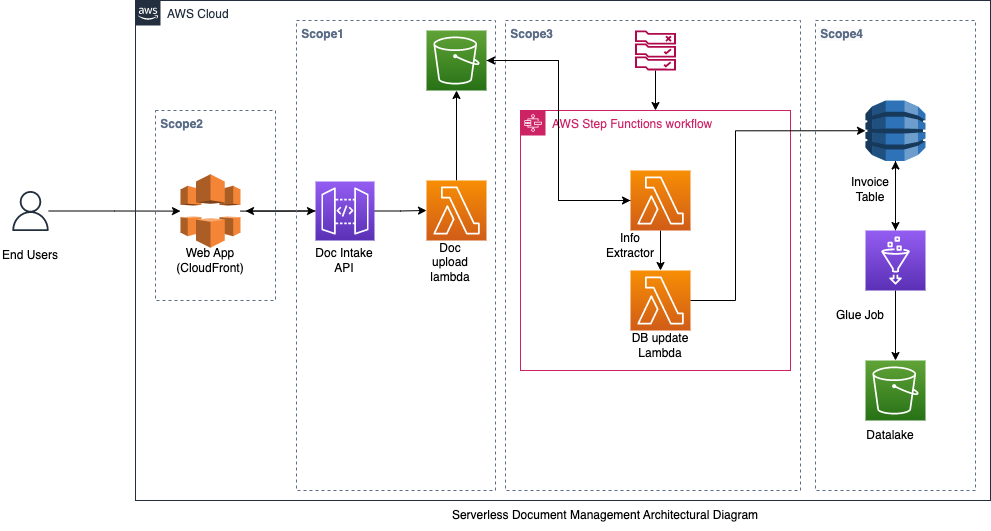 aws
AWS Cloud
Scope1
Scope3
Scope4
Scope2
AWS Step Functions workflow
Invoice
Table
End Users
Web App
(CloudFront)
Doc Intake
API
Doc
upload
lambda
Info
Extractor
Glue Job
DB update
Lambda
Datalake
Serverless Document Management Architectural Diagram